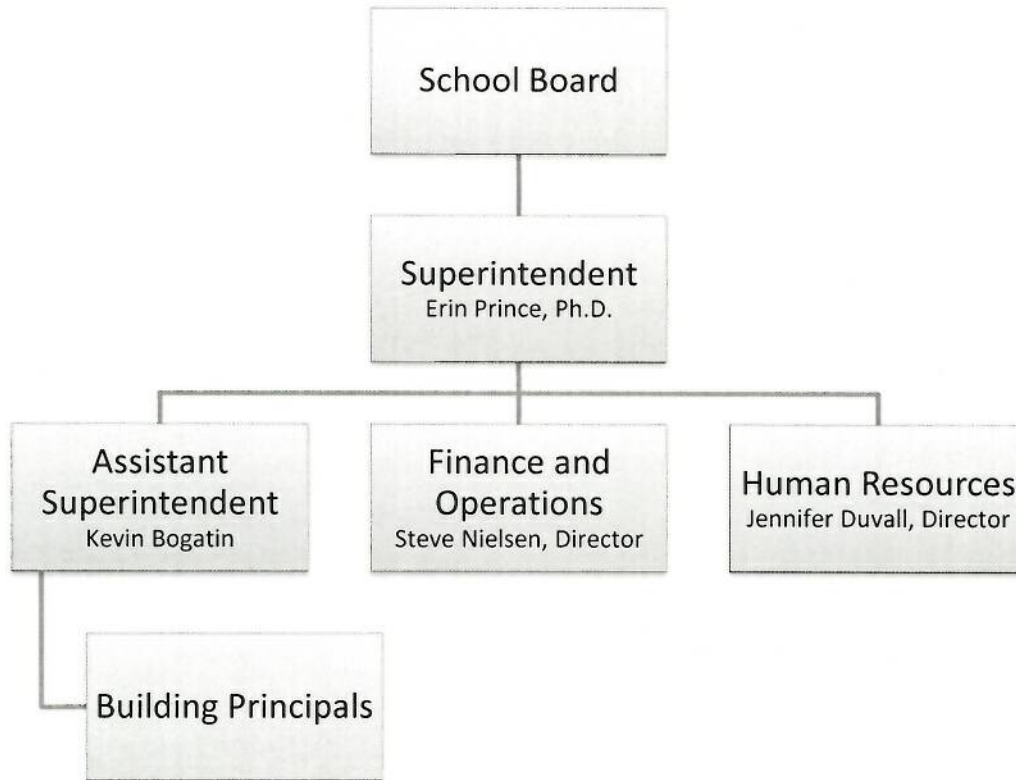 School Board
Superintendent
Erin Prince, Ph.D.
Assistant
Superintendent
Kevin Bogatin
Finance and
Operations
Steve Nielsen, Director
Human Resources
Jennifer Duvall, Director
Building Principals